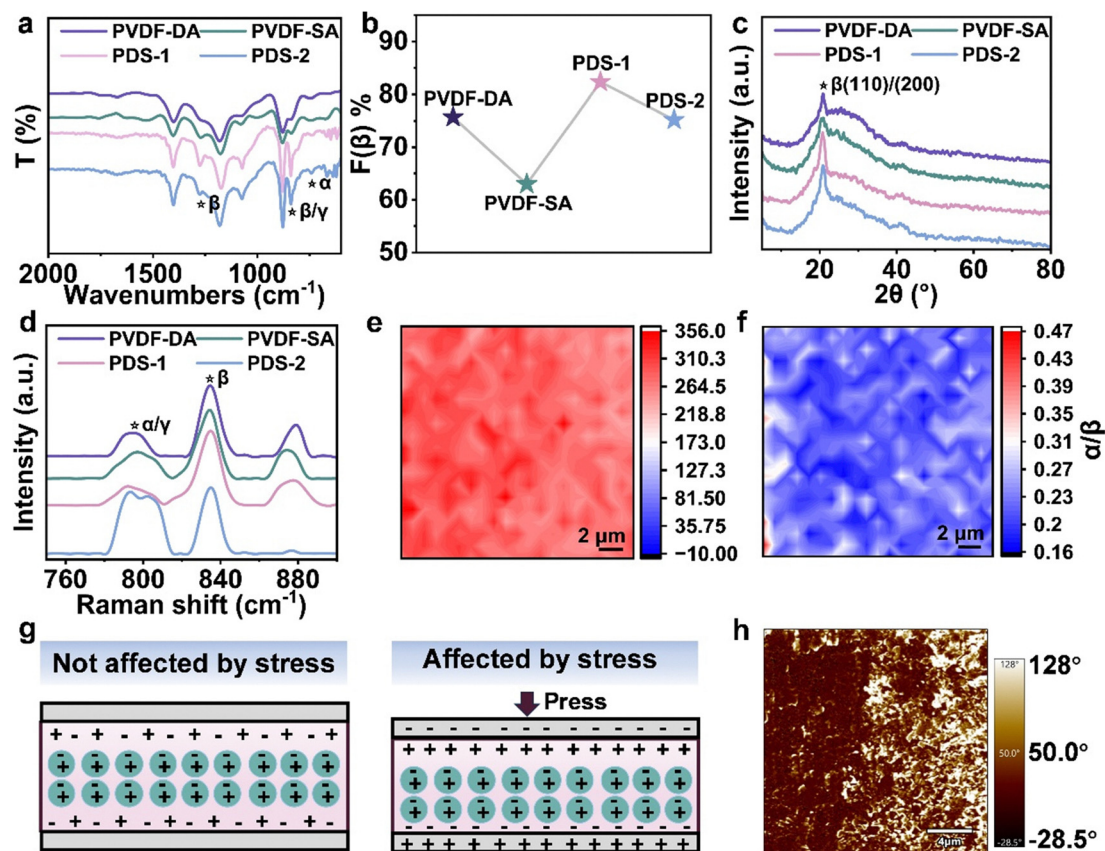 a
PVDF-DA PVDF-SA
PDS-1 PDS-2
T (%)
☆β
☆β/γ
☆α
2000 1500 1000
Wavenumbers (cm-1)
b
F(β) %
95
90
80
70
60
50
PVDF-DA
PVDF-SA
PDS-1
PDS-2
c
PVDF-DA PVDF-SA
PDS-1 PDS-2
☆β(110)/(200)
Intensity (a.u.)
20 40 60 80
2θ (°)
d
PVDF-DA PVDF-SA
PDS-1 PDS-2
☆β
☆α/γ
Intensity (a.u.)
760 800 840 880
Raman shift (cm-1)
e
2 μm
356.0
310.3
264.5
218.8
173.0
127.3
81.50
35.75
-10.00
f
2 μm
0.47
0.43
0.39
0.35
0.31
0.27
0.23
0.2
0.16
α/β
g
Not affected by stress
+ - + - + - + - + - + - +
- - - - - - - -
+ + + + + + + +
- - - - - - - -
+ + + + + + + +
- + - + - + - + - + - + -
Affected by stress
Press
- - - - - - - - - - - -
+ + + + + + + + + + + +
- - - - - - - -
+ + + + + + + +
- - - - - - - -
+ + + + + + + +
- - - - - - - - - - - -
+ + + + + + + + + + + +
h
4μm
128°
50.0°
-28.5°
128°
50.0°
-28.5°